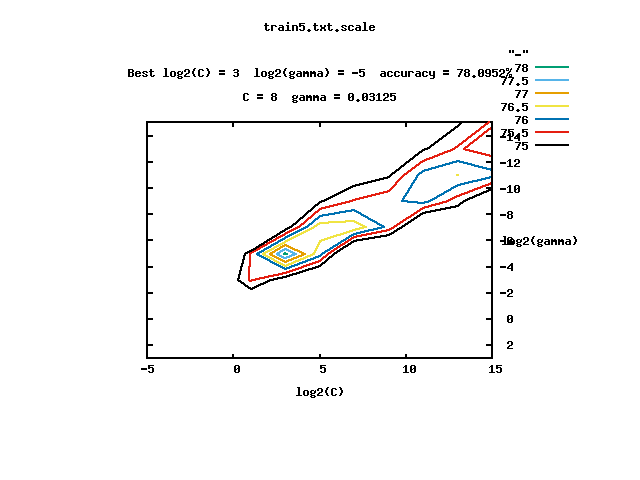 train5.txt.scale
"-"
Best log2(C) = 3 log2(gamma) = -5 accuracy = 78.0952%
78
77.5
C = 8 gamma = 0.03125
77
76.5
76
75.5
-14
75
-12
-10
-8
-6
log2(gamma)
-4
-2
0
2
-5 0 5 10 15
log2(C)